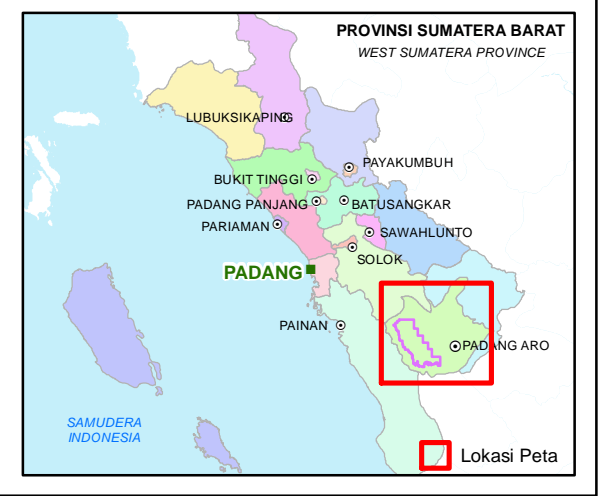 PROVINSI SUMATERA BARAT
WEST SUMATERA PROVINCE
LUBUKSIKAPING
PAYAKUMBUH
BUKIT TINGGI
PADANG PANJANG
BATUSANGKAR
PARIAMAN
SAWAHLUNTO
SOLOK
PADANG
PAINAN
PADANG ARO
SAMUDERA
INDONESIA
Lokasi Peta